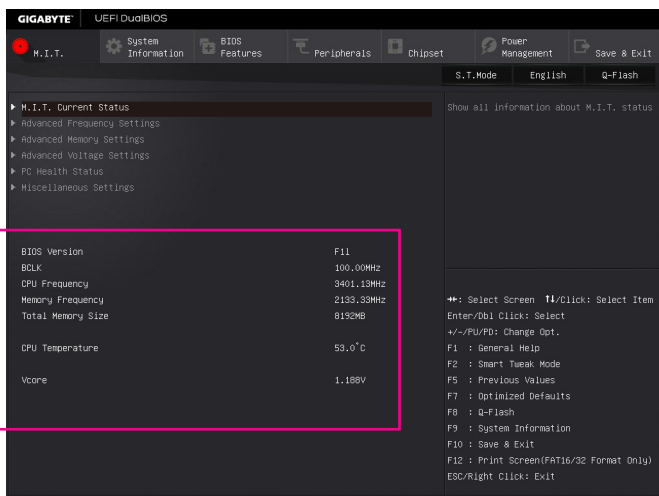 GIGABYTE™ UEFI DualBIOS
M.I.T.
System Information
BIOS Features
Peripherals
Chipset
Power Management
Save & Exit
S.T.Mode English Q-Flash
M.I.T. Current Status
Advanced Frequency Settings
Advanced Memory Settings
Advanced Voltage Settings
PC Health Status
Miscellaneous Settings
Show all information about M.I.T. status
BIOS Version F11
BCLK 100.00MHz
CPU Frequency 3401.13MHz
Memory Frequency 2133.33MHz
Total Memory Size 8192MB
CPU Temperature 53.0°C
Vcore 1.188V
→←: Select Screen ↑↓/Click: Select Item
Enter/Dbl Click: Select
+/-/PU/PD: Change Opt.
F1 : General Help
F2 : Smart Tweak Mode
F5 : Previous Values
F7 : Optimized Defaults
F8 : Q-Flash
F9 : System Information
F10 : Save & Exit
F12 : Print Screen(FAT16/32 Format Only)
ESC/Right Click: Exit